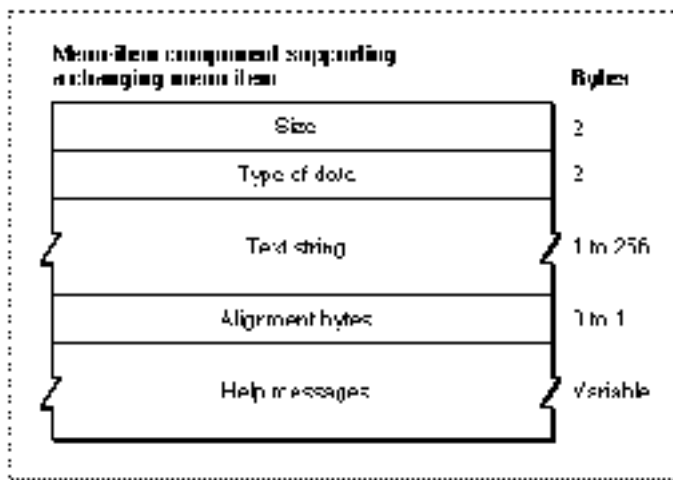 Menu-item component supporting
a changing menu item Bytes
Size 2
Type of data 2
Text string 1 to 256
Alignment bytes 0 to 1
Help messages Variable